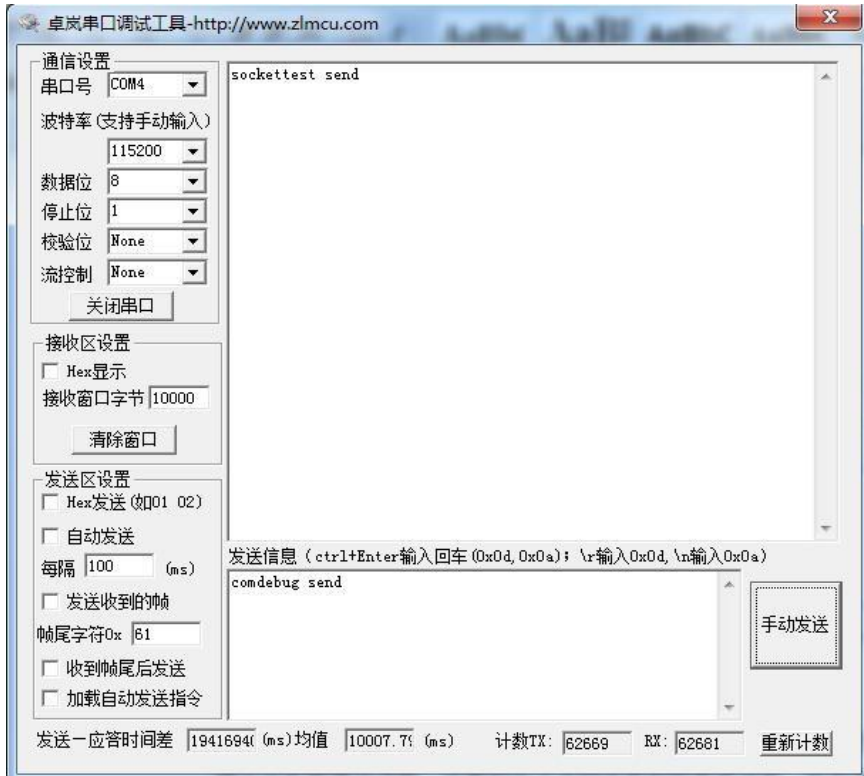 卓岚串口调试工具-http://www.zlmcu.com
通信设置
串口号 COM4
波特率(支持手动输入)
115200
数据位 8
停止位 1
校验位 None
流控制 None
关闭串口
接收区设置
Hex显示
接收窗口字节 10000
清除窗口
发送区设置
Hex发送(如01 02)
自动发送
每隔 100 (ms)
发送收到的帧
帧尾字符0x 61
收到帧尾后发送
加载自动发送指令
sockettest send
发送信息(ctrl+Enter输入回车(0x0d,0x0a); \r输入0x0d,\n输入0x0a)
comdebug send
手动发送
发送一应答时间差 1941694( (ms)均值 10007.7 (ms) 计数TX: 62669 RX: 62681 重新计数